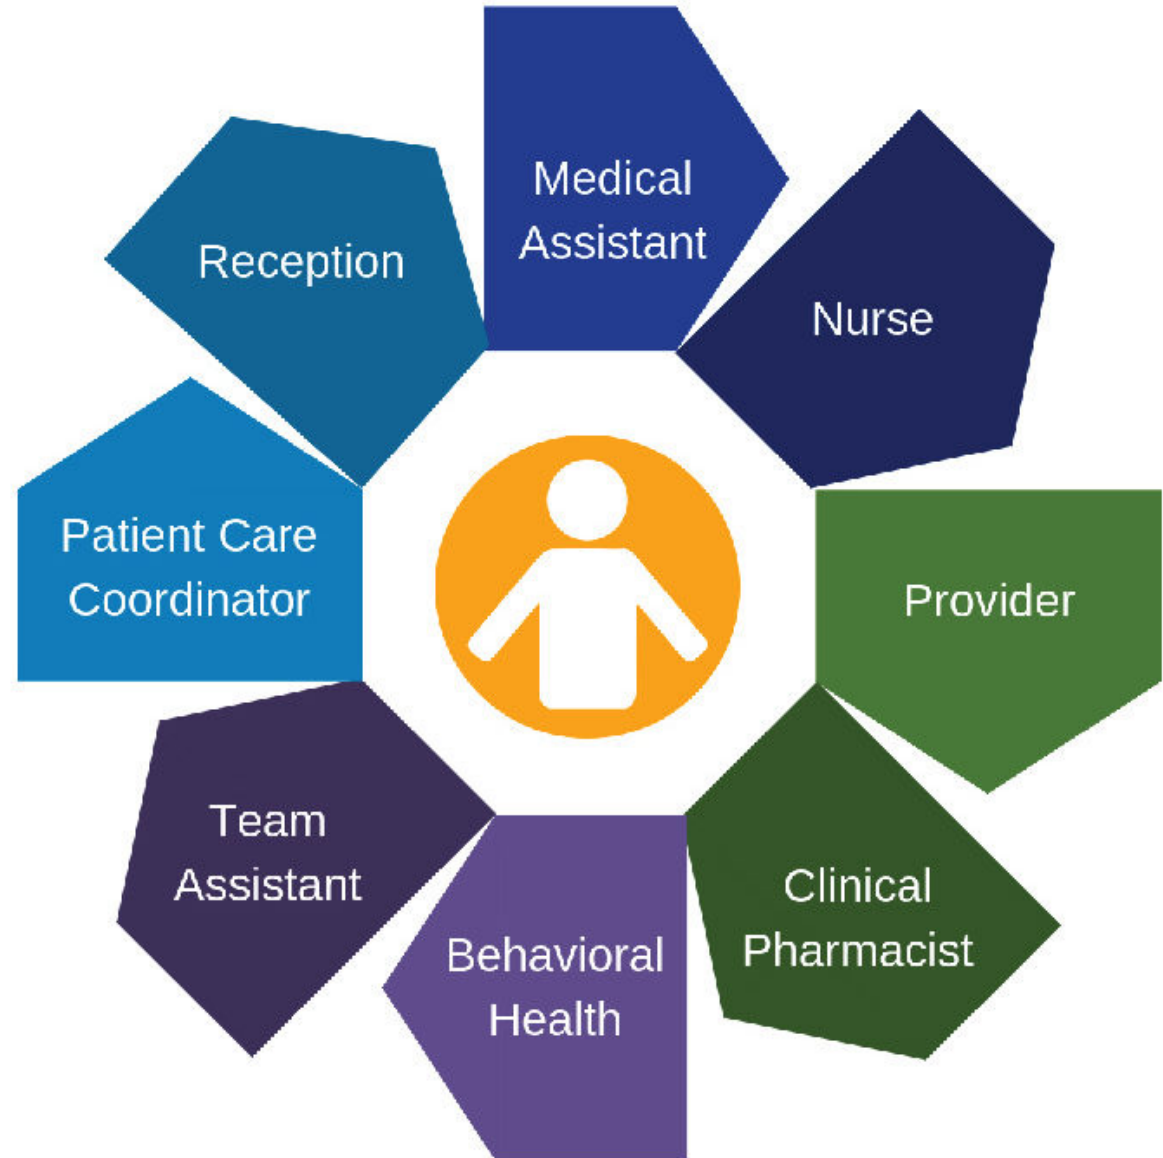 Medical
Assistant
Nurse
Provider
Clinical
Pharmacist
Behavioral
Health
Team
Assistant
Patient Care
Coordinator
Reception